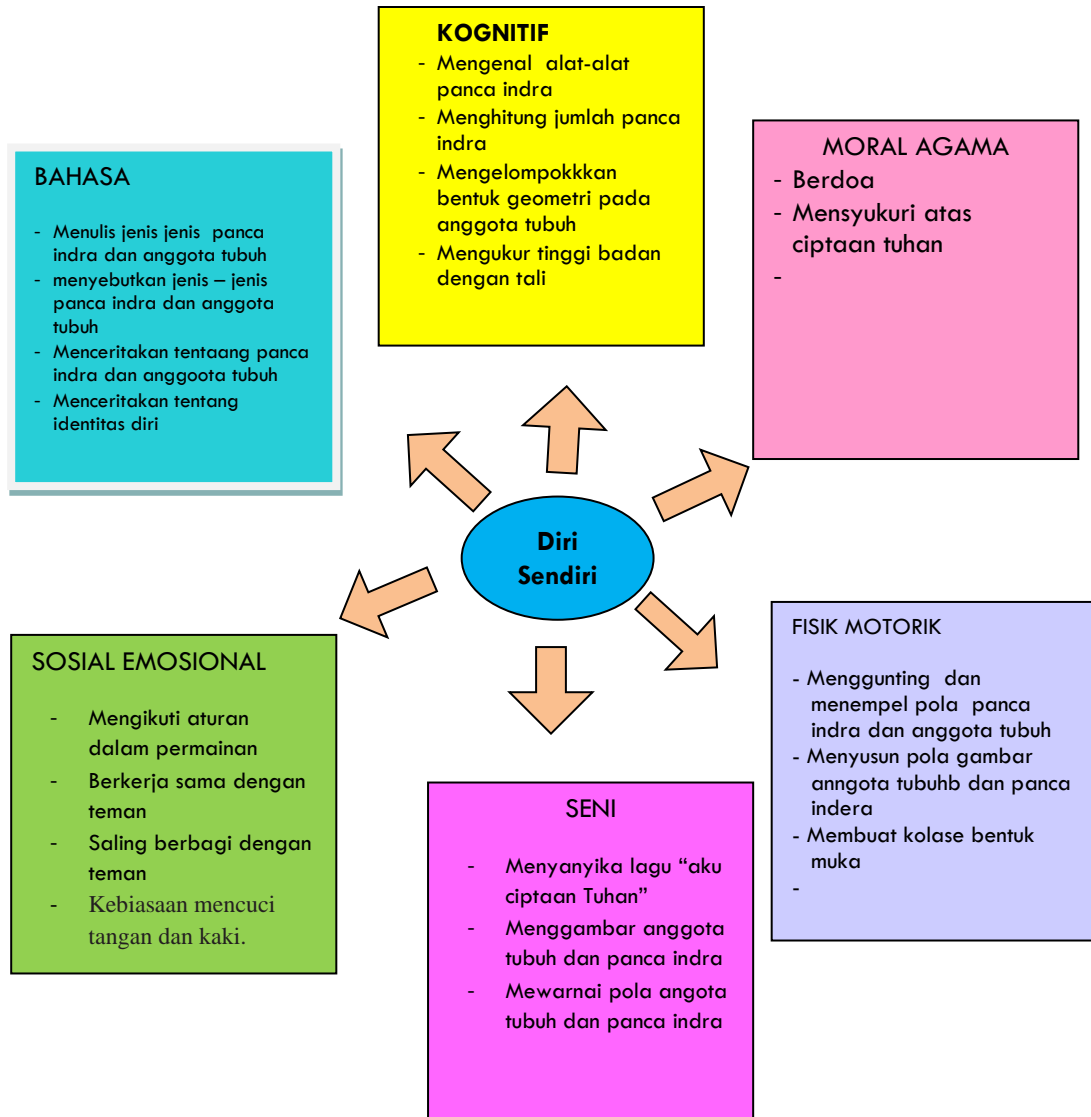 KOGNITIF
- Mengenal alat-alat
panca indra
- Menghitung jumlah panca
indra
- Mengelompokkkan
bentuk geometri pada
anggota tubuh
- Mengukur tinggi badan
dengan tali
MORAL AGAMA
- Berdoa
- Mensyukuri atas
ciptaan tuhan
-
BAHASA
- Menulis jenis jenis panca
indra dan anggota tubuh
- menyebutkan jenis – jenis
panca indra dan anggota
tubuh
- Menceritakan tentaang panca
indra dan anggoota tubuh
- Menceritakan tentang
identitas diri
Diri
Sendiri
FISIK MOTORIK
- Menggunting dan
menempel pola panca
indra dan anggota tubuh
- Menyusun pola gambar
anngota tubuhb dan panca
indera
- Membuat kolase bentuk
muka
-
SOSIAL EMOSIONAL
- Mengikuti aturan
dalam permainan
- Berkerja sama dengan
teman
- Saling berbagi dengan
teman
- Kebiasaan mencuci
tangan dan kaki.
SENI
- Menyanyika lagu “aku
ciptaan Tuhan”
- Menggambar anggota
tubuh dan panca indra
- Mewarnai pola angota
tubuh dan panca indra